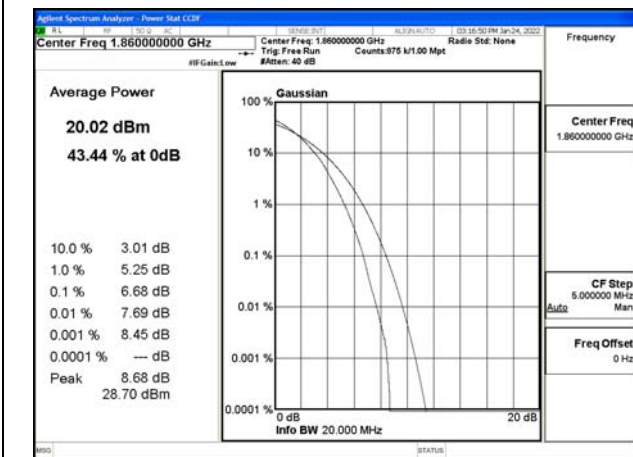 Agilent Spectrum Analyzer - Power Stat CCDF
RL RF 50 Ω AC SENSE:INT ALIGN AUTO 03:16:50 PM Jan 24, 2022
Center Freq 1.860000000 GHz
Center Freq: 1.860000000 GHz
Radio Std: None
Trig: Free Run Counts:875 k/1.00 Mpt
#IFGain:Low
#Atten: 40 dB
Frequency
Average Power
20.02 dBm
43.44 % at 0dB
10.0 % 3.01 dB
1.0 % 5.25 dB
0.1 % 6.68 dB
0.01 % 7.69 dB
0.001 % 8.45 dB
0.0001 % --- dB
Peak 8.68 dB
28.70 dBm
Gaussian
100 %
10 %
1 %
0.1 %
0.01 %
0.001 %
0.0001 %
0 dB
20 dB
Info BW 20.000 MHz
Center Freq
1.860000000 GHz
CF Step
5.000000 MHz
Auto Man
Freq Offset
0 Hz
MSG
STATUS